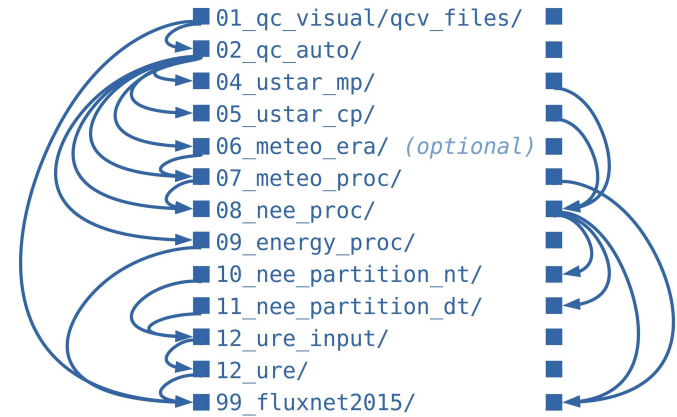 01_qc_visual/qcv_files/
02_qc_auto/
04_ustar_mp/
05_ustar_cp/
06_meteo_era/ (optional)
07_meteo_proc/
08_nee_proc/
09_energy_proc/
10_nee_partition_nt/
11_nee_partition_dt/
12_ure_input/
12_ure/
99_fluxnet2015/